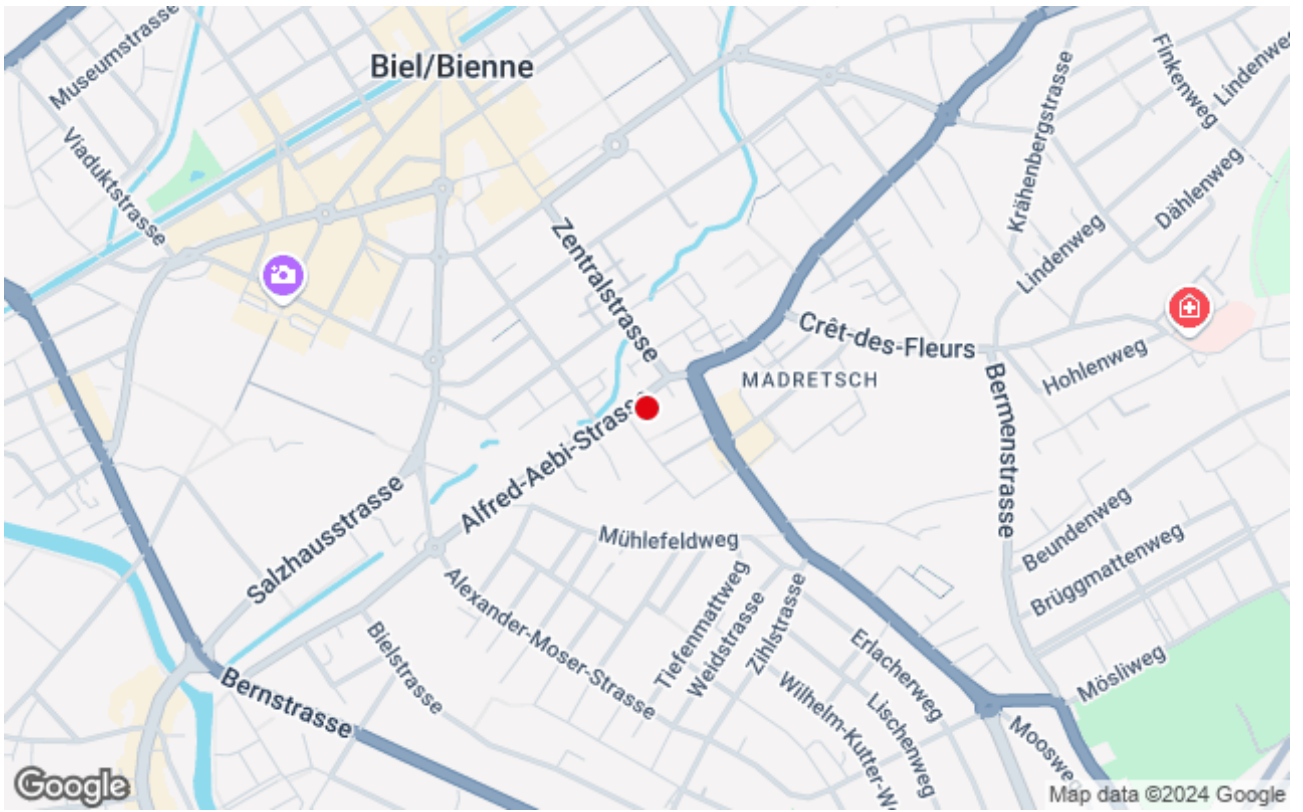 Biel/Bienne
Museumstrasse
Viaduktstrasse
Finkenweg
Lindenweg
Krähenbergstrasse
Dählenweg
Lindenweg
Zentralstrasse
Crêt-des-Fleurs
Hohlenweg
MADRETSCH
Bermenstrasse
Alfred-Aebi-Strasse
Salzhausstrasse
Mühlefeldweg
Beundenweg
Brüggmattenweg
Alexander-Moser-Strasse
Tiefenmattweg
Weidstrasse
Zihlstrasse
Bielstrasse
Erlacherweg
Mösliweg
Bernstrasse
Wilhelm-Kutter-We
Lischenweg
Moosweg
Google
Map data ©2024 Google